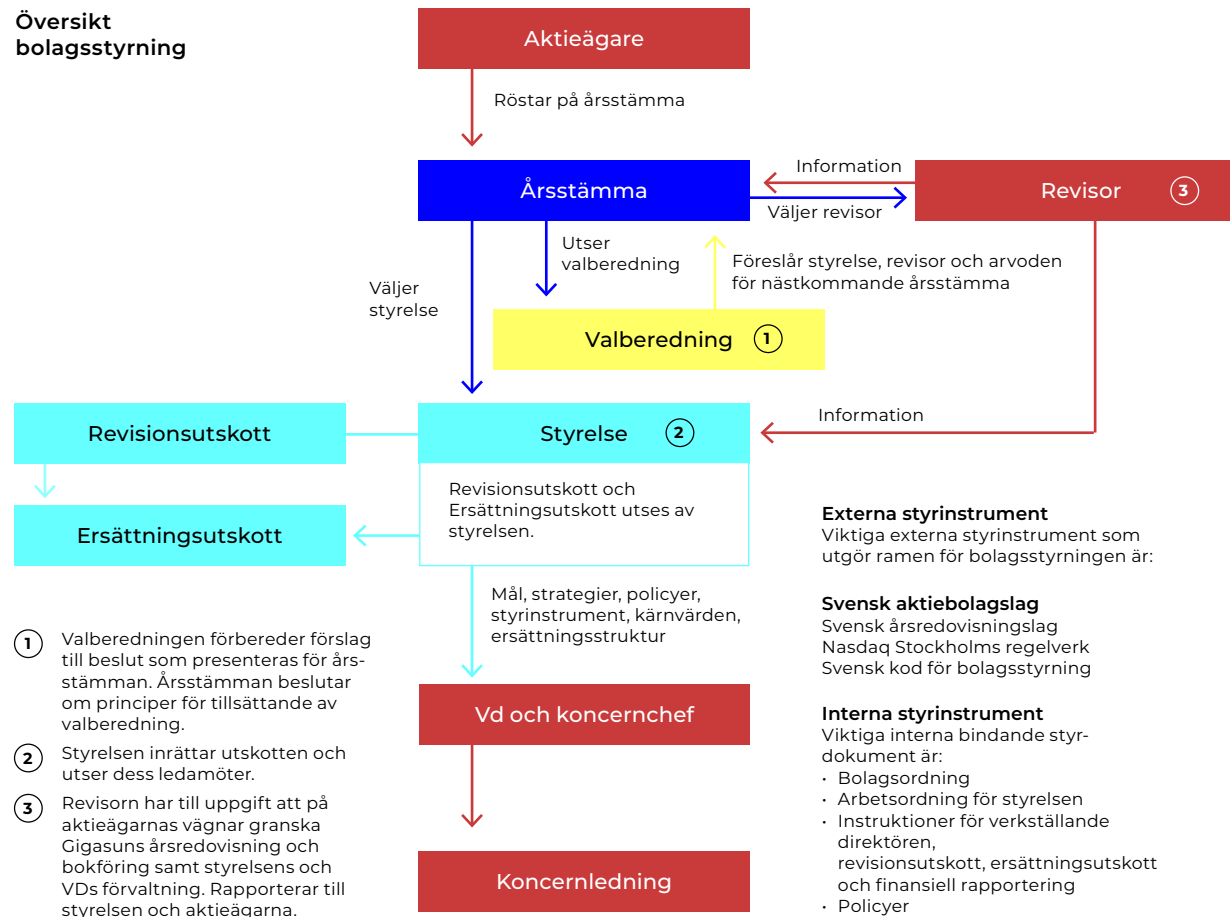 Översikt
bolagsstyrning
Aktieägare
Röstar på årsstämma
Årsstämma
Information
Väljer revisor
Revisor 3
Utser
valberedning
Föreslår styrelse, revisor och arvoden
för nästkommande årsstämma
Väljer
styrelse
Valberedning 1
Revisionsutskott
Styrelse 2
Information
Revisionsutskott och
Ersättningsutskott utses av
styrelsen.
Ersättningsutskott
Mål, strategier, policyer,
styrinstrument, kärnvärden,
ersättningsstruktur
Vd och koncernchef
Koncernledning
1 Valberedningen förbereder förslag
till beslut som presenteras för års-
stämman. Årsstämman beslutar
om principer för tillsättande av
valberedning.
2 Styrelsen inrättar utskotten och
utser dess ledamöter.
3 Revisorn har till uppgift att på
aktieägarnas vägnar granska
Gigasuns årsredovisning och
bokföring samt styrelsens och
VDs förvaltning. Rapporterar till
styrelsen och aktieägarna.
Externa styrinstrument
Viktiga externa styrinstrument som
utgör ramen för bolagsstyrningen är:
Svensk aktiebolagslag
Svensk årsredovisningslag
Nasdaq Stockholms regelverk
Svensk kod för bolagsstyrning
Interna styrinstrument
Viktiga interna bindande styr-
dokument är:
• Bolagsordning
• Arbetsordning för styrelsen
• Instruktioner för verkställande
direktören,
revisionsutskott, ersättningsutskott
och finansiell rapportering
• Policyer